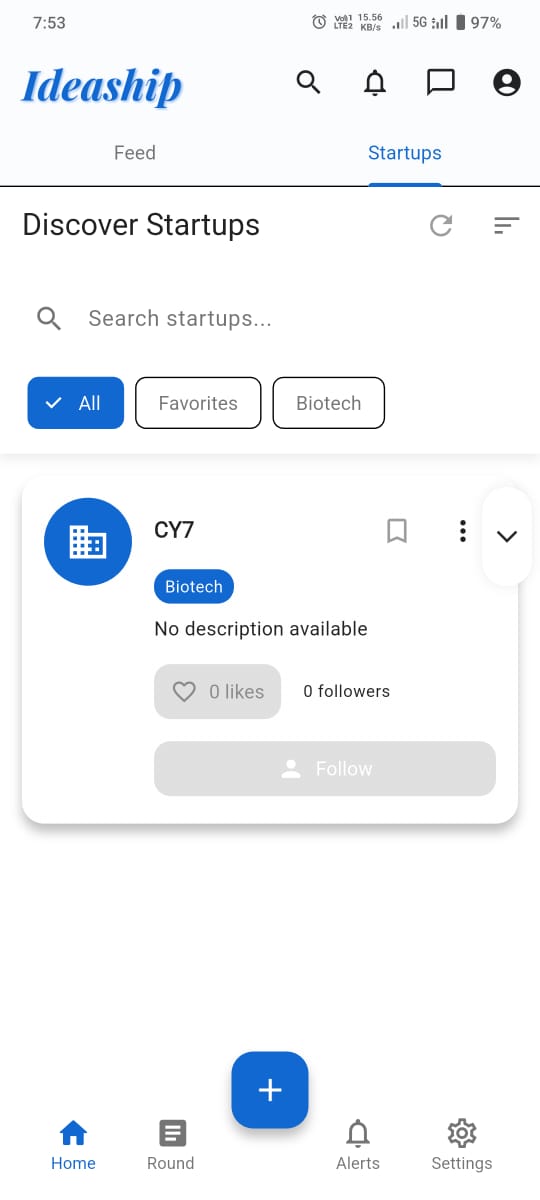 7:53
Vo)1 LTE2 15.56 KB/s 5G 97%
Ideaship
Feed Startups
Discover Startups
Search startups...
All Favorites Biotech
CY7
Biotech
No description available
0 likes 0 followers
Follow
Home Round Alerts Settings